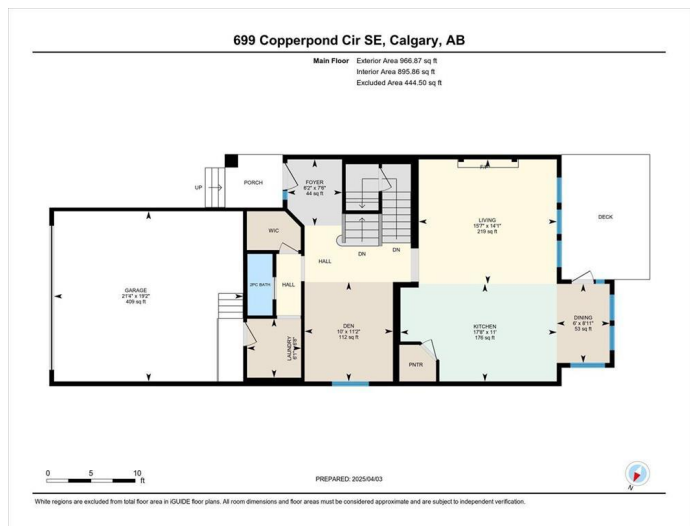 699 Copperpond Cir SE, Calgary, AB
Main Floor Exterior Area 966.87 sq ft
Interior Area 895.86 sq ft
Excluded Area 444.50 sq ft
UP
PORCH
FOYER
6'2" x 7'6"
44 sq ft
F/P
LIVING
15'7" x 14'1"
219 sq ft
DECK
WIC
HALL
DN
DN
GARAGE
21'4" x 19'2"
409 sq ft
2PC BATH
HALL
DEN
10' x 11'2"
112 sq ft
KITCHEN
17'9" x 11'
176 sq ft
DINING
6' x 8'11"
53 sq ft
LAUNDRY
PNTR
0 5 10
ft
PREPARED: 2025/04/03
N
White regions are excluded from total floor area in iGUIDE floor plans. All room dimensions and floor areas must be considered approximate and are subject to independent verification.